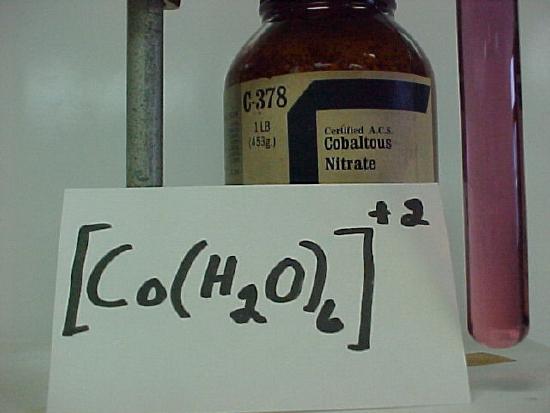 C-378
1 LB
(453g.)
Certified A.C.S.
Cobaltous
Nitrate
[Co(H₂O)₆]⁺²